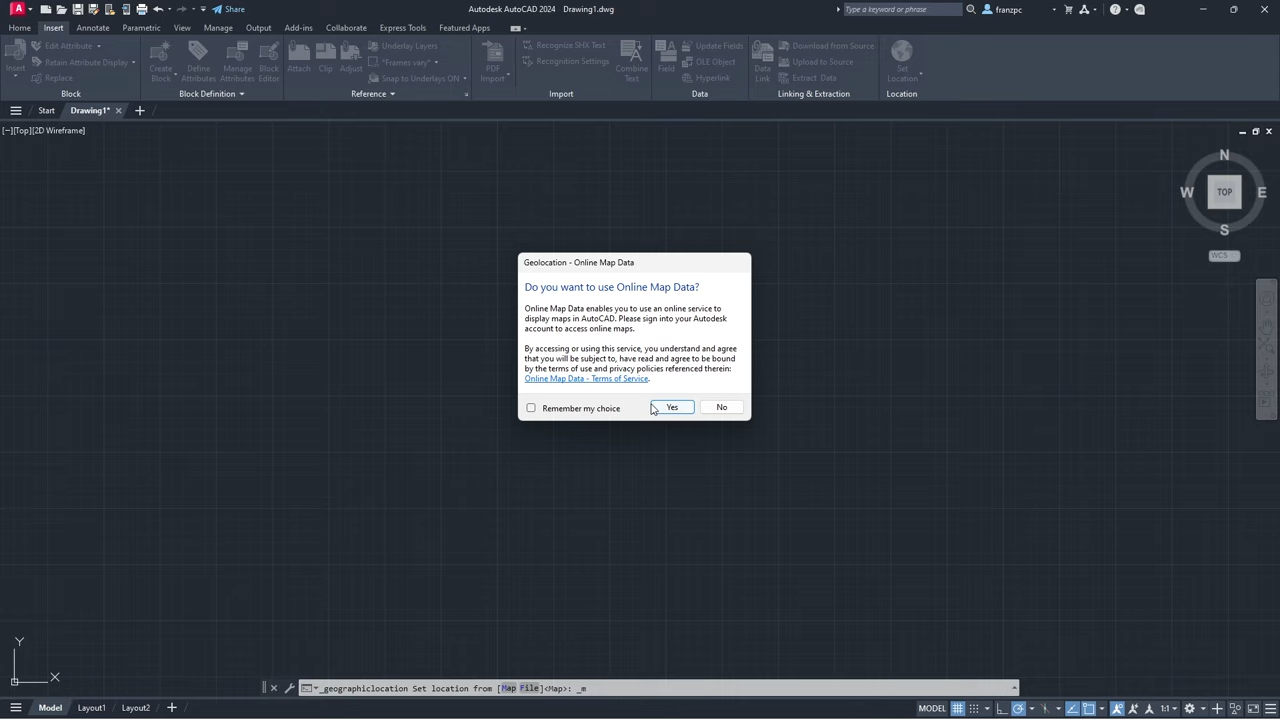 A Share Autodesk AutoCAD 2024 Drawing1.dwg Type a keyword or phrase franzpc
Home Insert Annotate Parametric View Manage Output Add-ins Collaborate Express Tools Featured Apps
Insert
Edit Attribute
Retain Attribute Display
Replace
Create Block
Define Attributes
Manage Attributes
Block Editor
Attach
Clip
Adjust
Underlay Layers
*Frames vary*
Snap to Underlays ON
PDF Import
Recognize SHX Text
Recognition Settings
Combine Text
Field
Update Fields
OLE Object
Hyperlink
Data Link
Download from Source
Upload to Source
Extract Data
Set Location
Block Block Definition Reference Import Data Linking & Extraction Location
Start Drawing1*
[−][Top][2D Wireframe]
N
W TOP E
S
WCS
Geolocation - Online Map Data
Do you want to use Online Map Data?
Online Map Data enables you to use an online service to
display maps in AutoCAD. Please sign into your Autodesk
account to access online maps.
By accessing or using this service, you understand and agree
that you will be subject to, have read and agree to be bound
by the terms of use and privacy policies referenced therein:
Online Map Data - Terms of Service.
Remember my choice Yes No
Y
X
_geographiclocation Set location from [Map File]<Map>: _m
Model Layout1 Layout2 MODEL 1:1